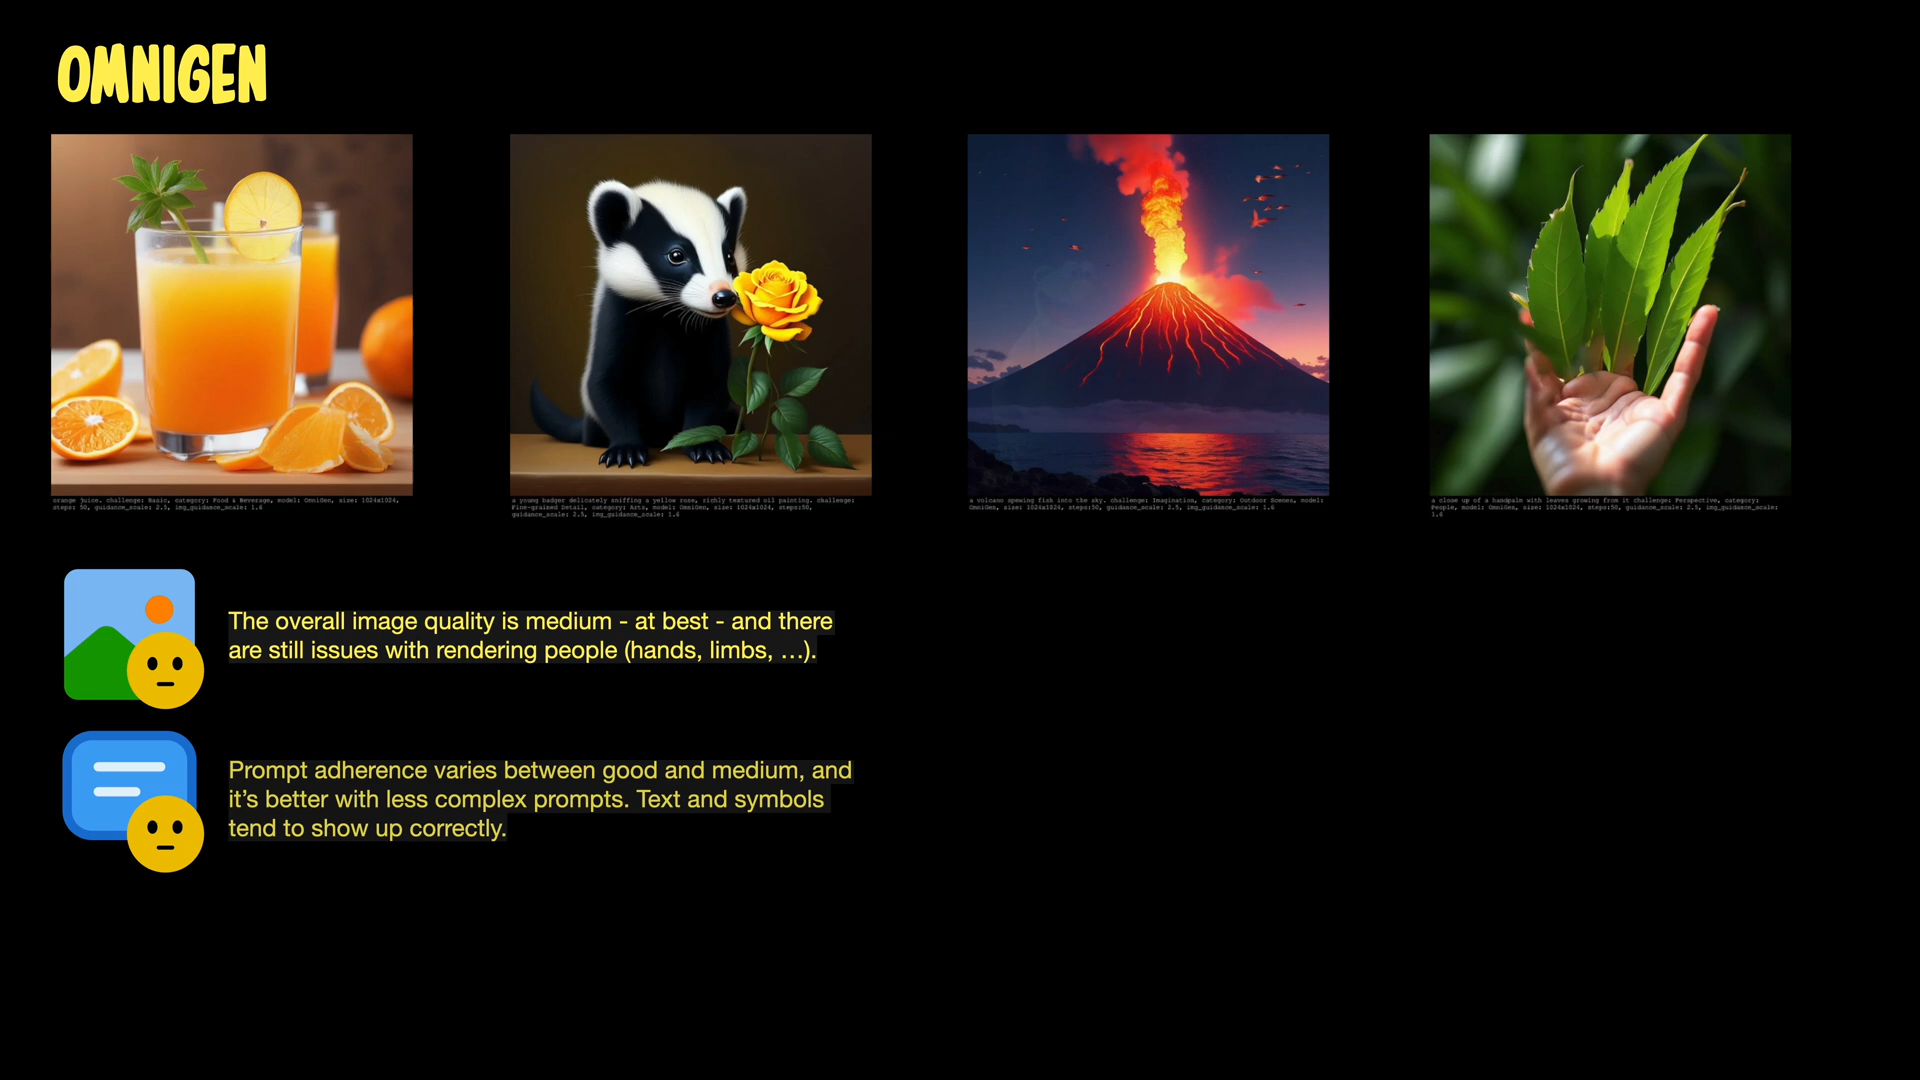 OMNIGEN
orange juice. challenge: Basic, category: Food & Beverage, model: OmniGen, size: 1024x1024,
steps: 50, guidance_scale: 2.5, img_guidance_scale: 1.6
a young badger delicately sniffing a yellow rose, richly textured oil painting. challenge:
Fine-grained Detail, category: Arts, model: OmniGen, size: 1024x1024, steps:50,
guidance_scale: 2.5, img_guidance_scale: 1.6
a volcano spewing fish into the sky. challenge: Imagination, category: Outdoor Scenes, model:
OmniGen, size: 1024x1024, steps:50, guidance_scale: 2.5, img_guidance_scale: 1.6
a close up of a handpalm with leaves growing from it challenge: Perspective, category:
People, model: OmniGen, size: 1024x1024, steps:50, guidance_scale: 2.5, img_guidance_scale:
1.6
The overall image quality is medium - at best - and there
are still issues with rendering people (hands, limbs, …).
Prompt adherence varies between good and medium, and
it’s better with less complex prompts. Text and symbols
tend to show up correctly.